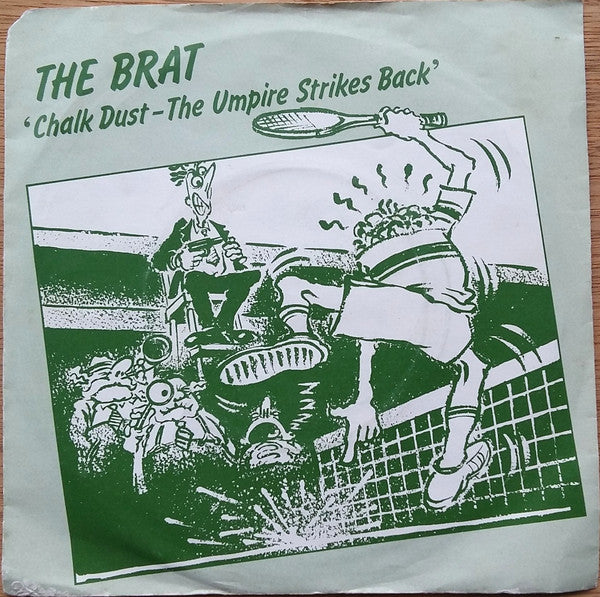 THE BRAT
‘Chalk Dust – The Umpire Strikes Back’